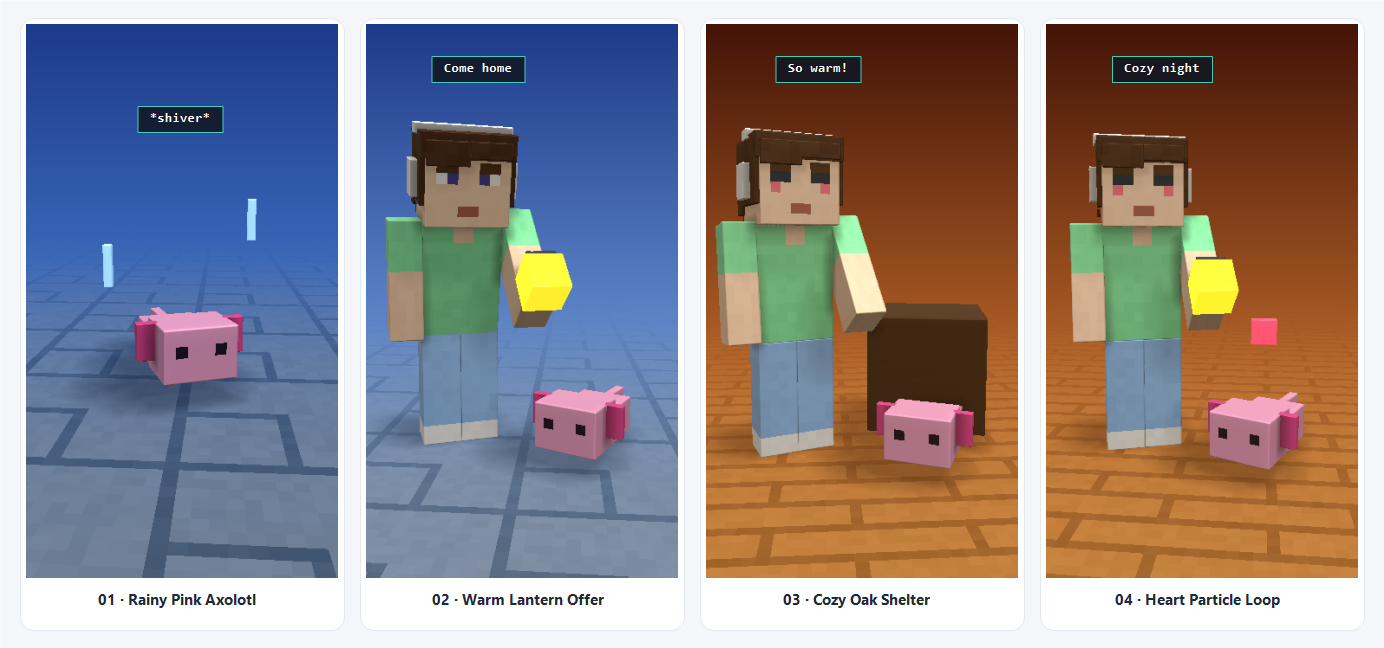 *shiver*
01 · Rainy Pink Axolotl
Come home
02 · Warm Lantern Offer
So warm!
03 · Cozy Oak Shelter
Cozy night
04 · Heart Particle Loop